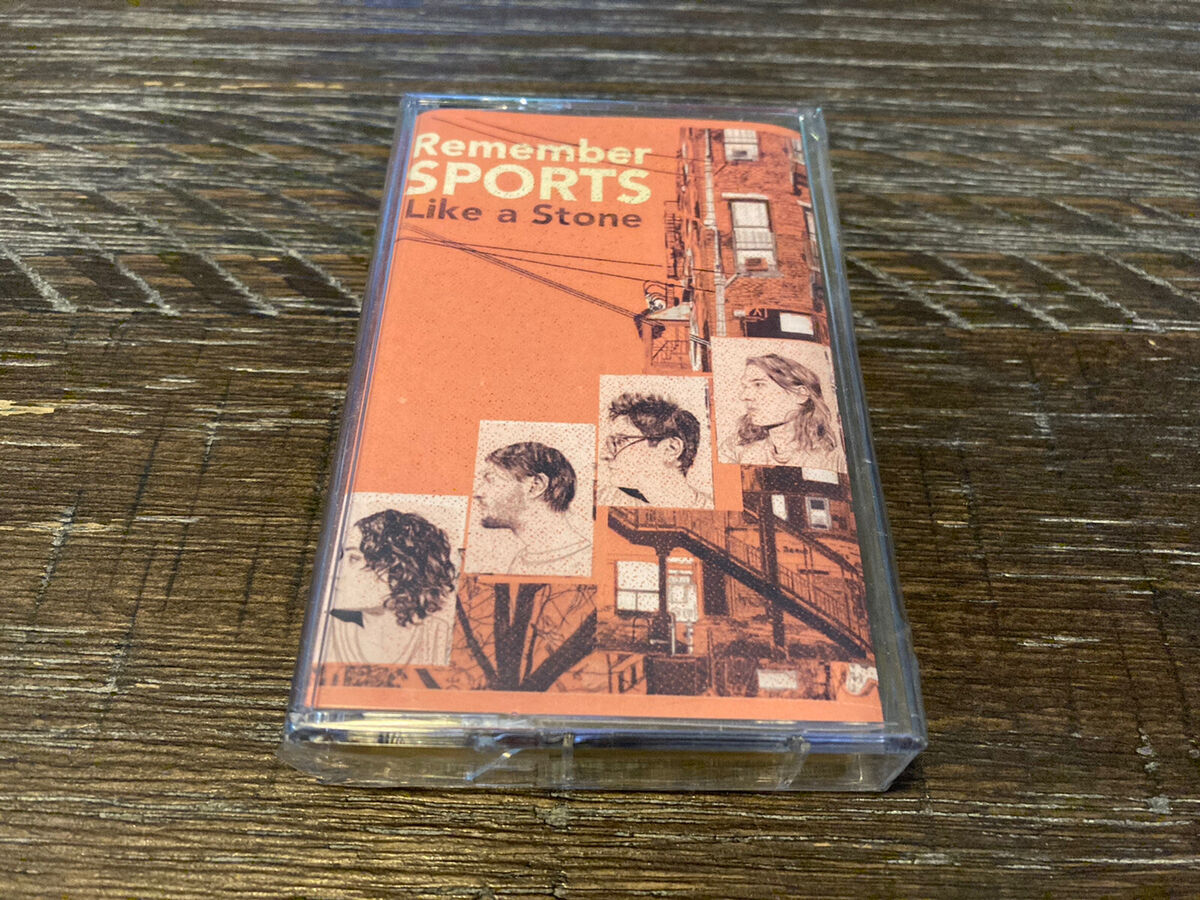 Remember
SPORTS
Like a Stone